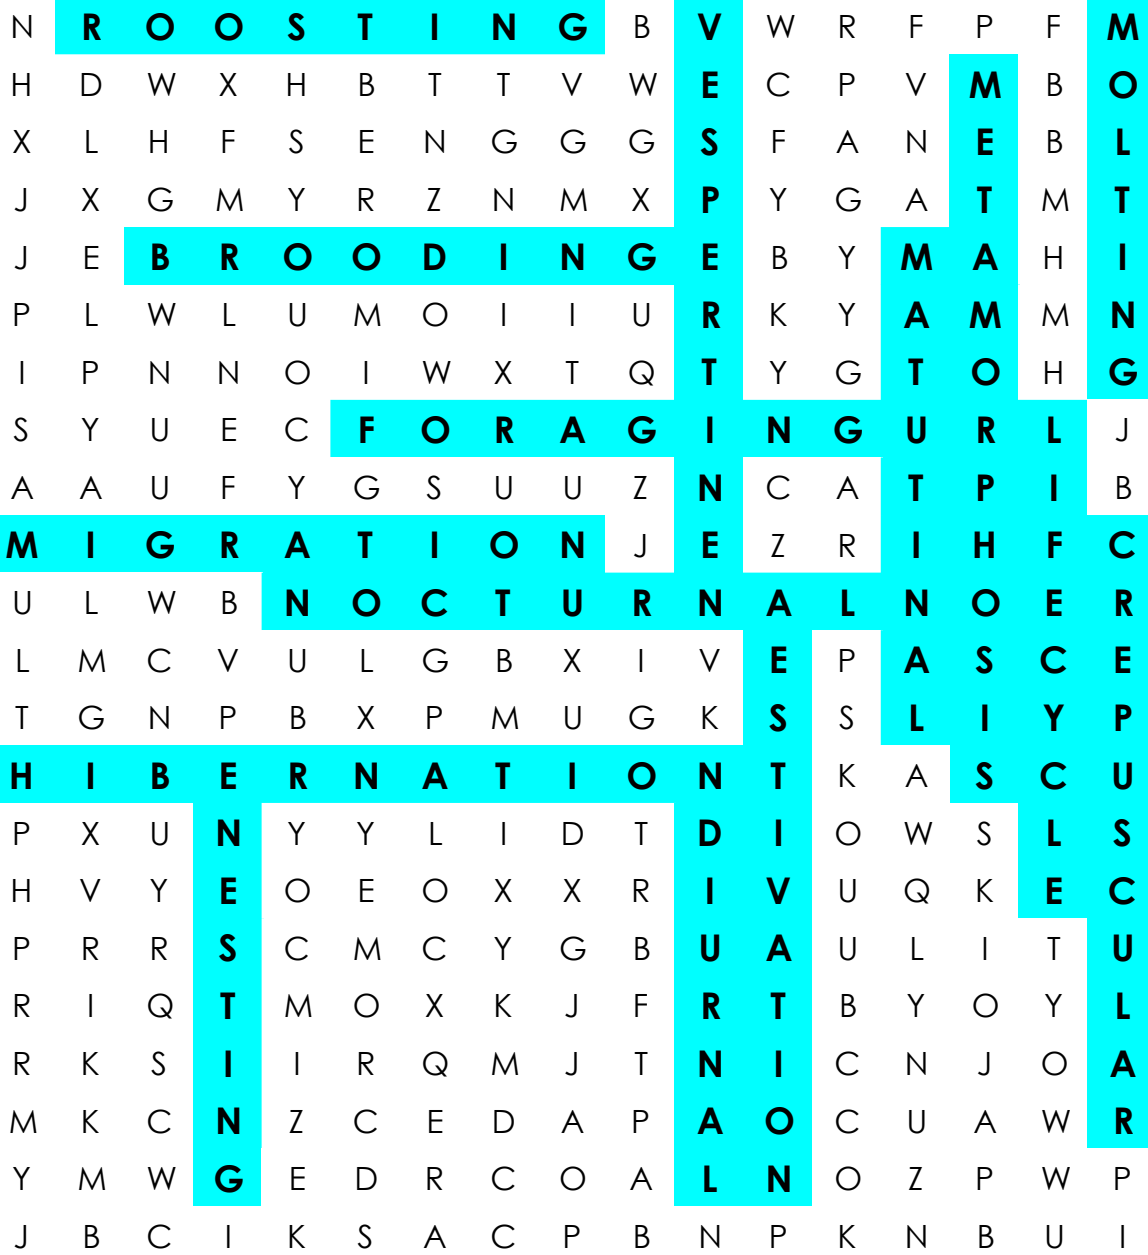 N R O O S T I N G B V W R F P F M
H D W X H B T T V W E C P V M B O
X L H F S E N G G G S F A N E B L
J X G M Y R Z N M X P Y G A T M T
J E B R O O D I N G E B Y M A H I
P L W L U M O I I U R K Y A M M N
I P N N O I W X T Q T Y G T O H G
S Y U E C F O R A G I N G U R L J
A A U F Y G S U U Z N C A T P I B
M I G R A T I O N J E Z R I H F C
U L W B N O C T U R N A L N O E R
L M C V U L G B X I V E P A S C E
T G N P B X P M U G K S S L I Y P
H I B E R N A T I O N T K A S C U
P X U N Y Y L I D T D I O W S L S
H V Y E O E O X X R I V U Q K E C
P R R S C M C Y G B U A U L I T U
R I Q T M O X K J F R T B Y O Y L
R K S I I R Q M J T N I C N J O A
M K C N Z C E D A P A O C U A W R
Y M W G E D R C O A L N O Z P W P
J B C I K S A C P B N P K N B U I